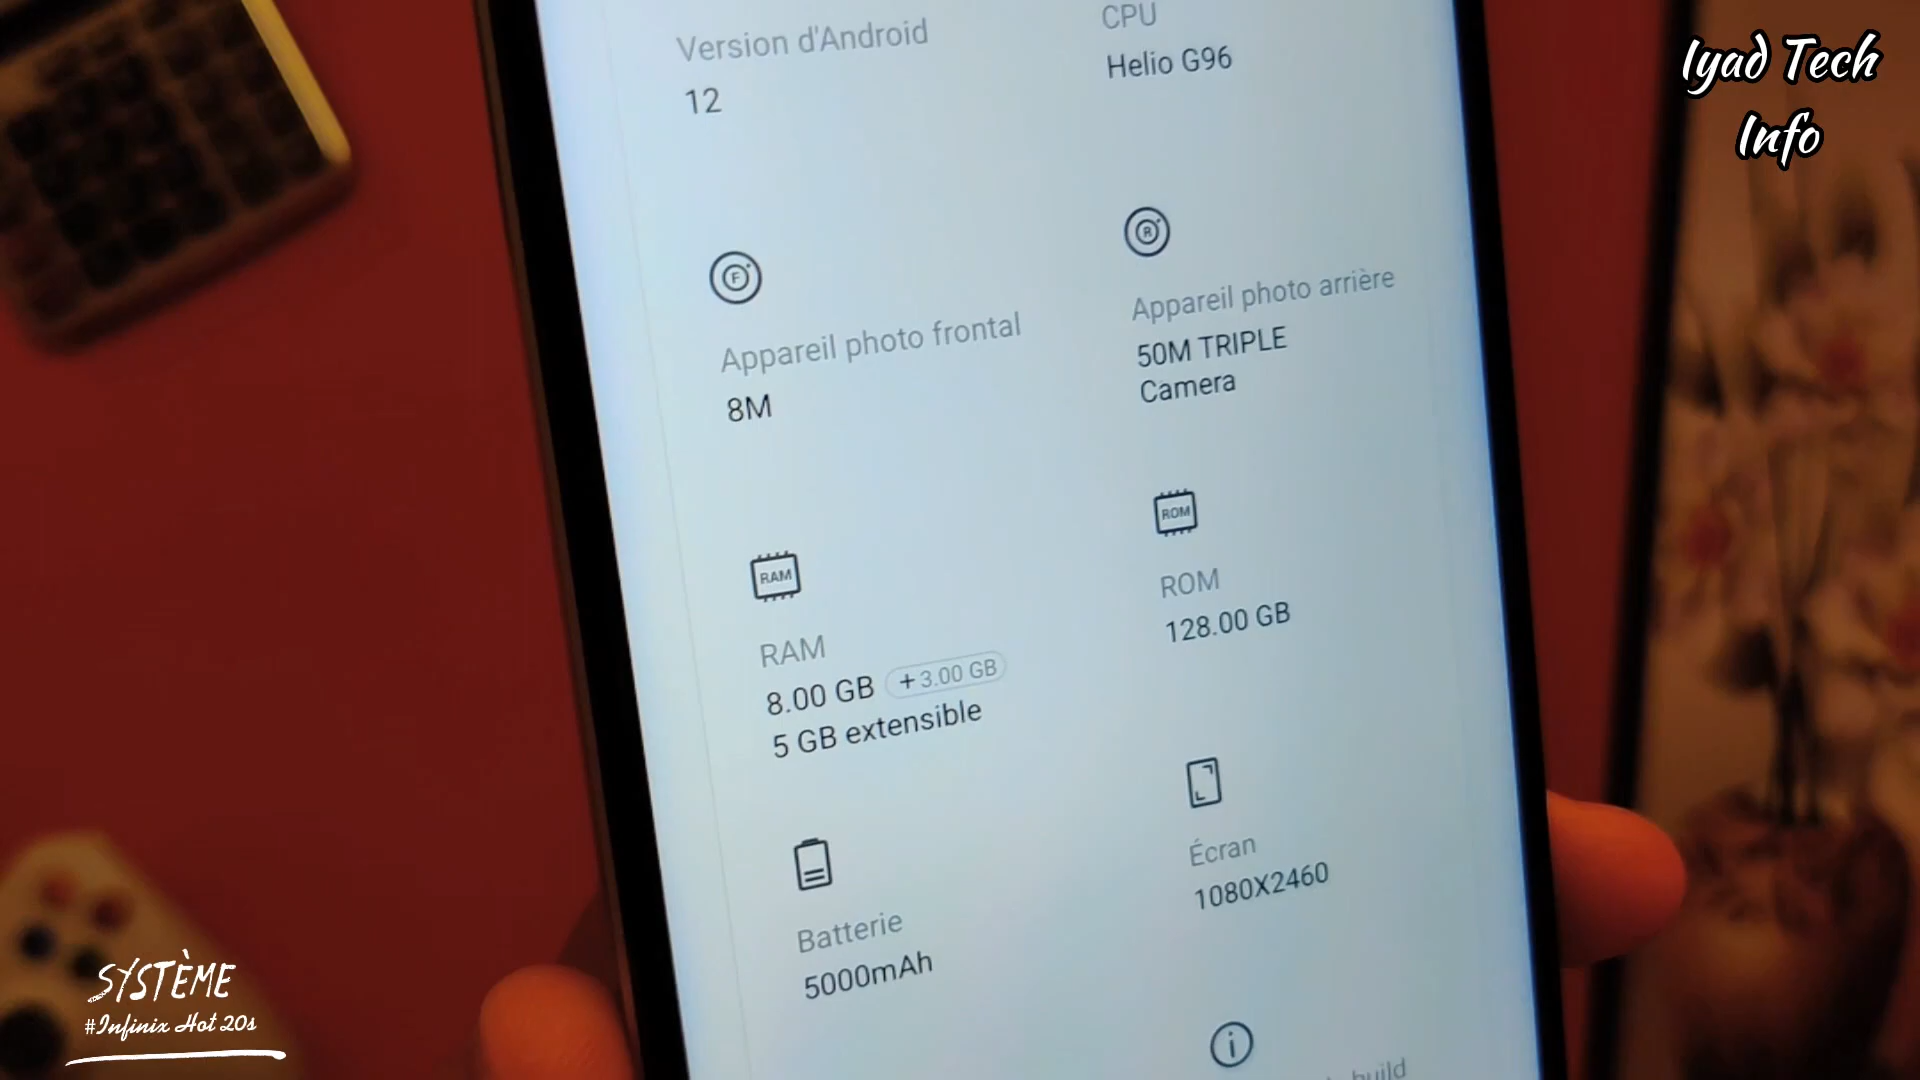 Version d'Android
12
CPU
Helio G96
Iyad Tech
Info
F
Appareil photo frontal
8M
R
Appareil photo arrière
50M TRIPLE
Camera
RAM
RAM
8.00 GB +3.00 GB
5 GB extensible
ROM
ROM
128.00 GB
Batterie
5000mAh
Écran
1080X2460
build
SYSTÈME
#Infinix Hot 20s